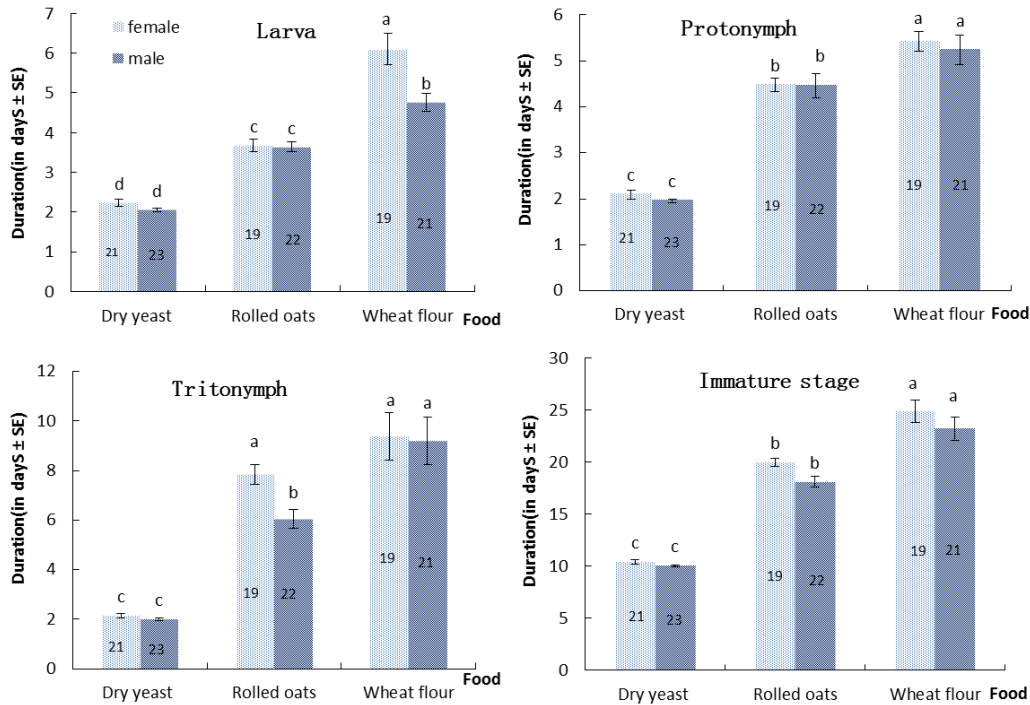 Larva
female
male
Duration(in dayS ± SE)
7
6
5
4
3
2
1
0
d
d
c
c
a
b
21
23
19
22
19
21
Dry yeast
Rolled oats
Wheat flour
Food
Protonymph
Duration(in dayS ± SE)
6
5
4
3
2
1
0
c
c
b
b
a
a
21
23
19
22
19
21
Dry yeast
Rolled oats
Wheat flour
Food
Tritonymph
Duration(in dayS ± SE)
12
10
8
6
4
2
0
c
c
a
b
a
a
21
23
19
22
19
21
Dry yeast
Rolled oats
Wheat flour
Food
Immature stage
Duration(in dayS ± SE)
30
25
20
15
10
5
0
c
c
b
b
a
a
21
23
19
22
19
21
Dry yeast
Rolled oats
Wheat flour
Food